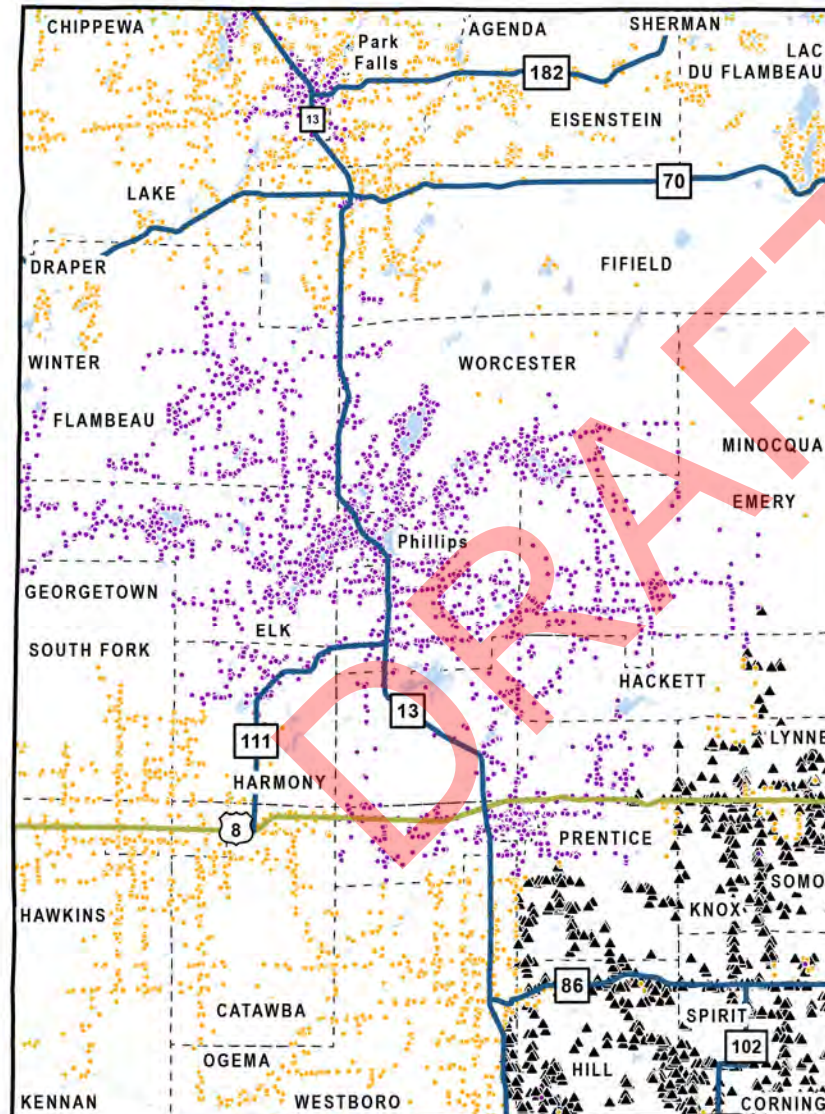 CHIPPEWA
AGENDA
SHERMAN
Park
Falls
LAC
DU FLAMBEAU
182
13
EISENSTEIN
70
LAKE
DRAPER
FIFIELD
WINTER
WORCESTER
FLAMBEAU
MINOCQUA
EMERY
Phillips
GEORGETOWN
ELK
SOUTH FORK
HACKETT
13
111
LYNNE
HARMONY
8
PRENTICE
SOMO
HAWKINS
KNOX
86
CATAWBA
SPIRIT
102
OGEMA
HILL
KENNAN
WESTBORO
CORNING
DRAFT